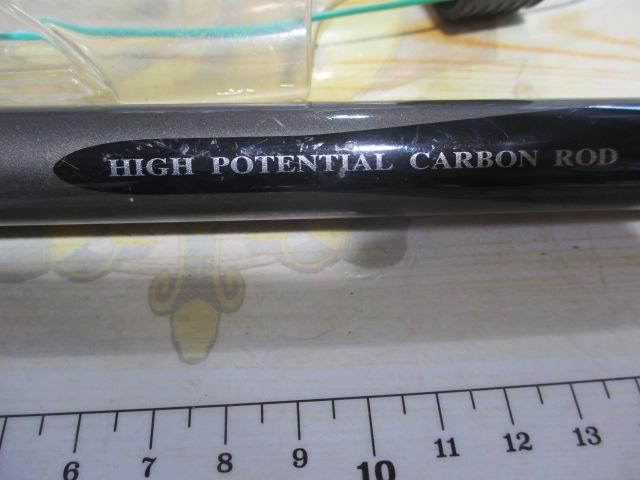 HIGH POTENTIAL CARBON ROD
6 7 8 9 10 11 12 13